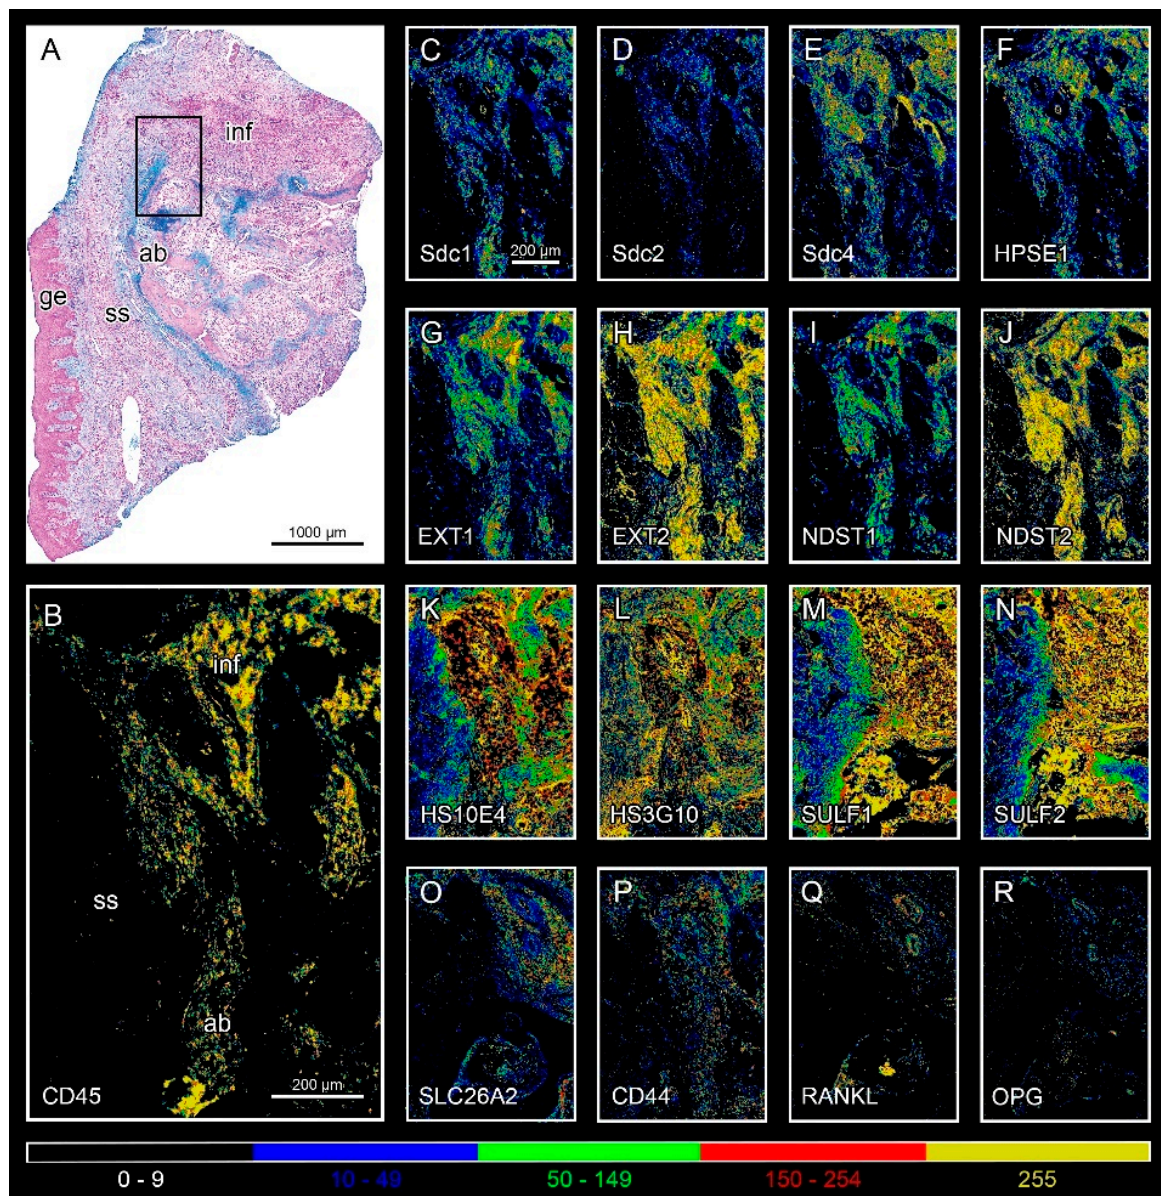 A
inf
ab
ge
ss
1000 µm
B
inf
ss
ab
CD45
200 µm
C
Sdc1
200 µm
D
Sdc2
E
Sdc4
F
HPSE1
G
EXT1
H
EXT2
I
NDST1
J
NDST2
K
HS10E4
L
HS3G10
M
SULF1
N
SULF2
O
SLC26A2
P
CD44
Q
RANKL
R
OPG
0 - 9 10 - 49 50 - 149 150 - 254 255